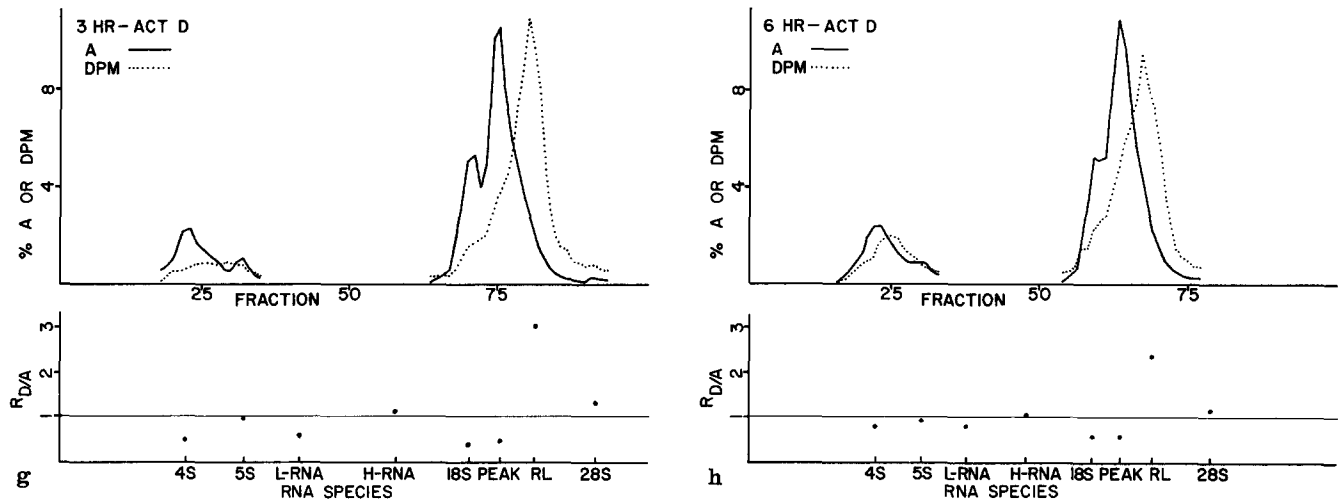 3 HR-ACT D
A
DPM
8
4
% A OR DPM
25
50
75
FRACTION
3
2
1
R D/A
4S 5S L-RNA H-RNA 18S PEAK RL 28S
RNA SPECIES
g
6 HR-ACT D
A
DPM
8
4
% A OR DPM
25
50
75
FRACTION
3
2
1
R D/A
4S 5S L-RNA H-RNA 18S PEAK RL 28S
RNA SPECIES
h